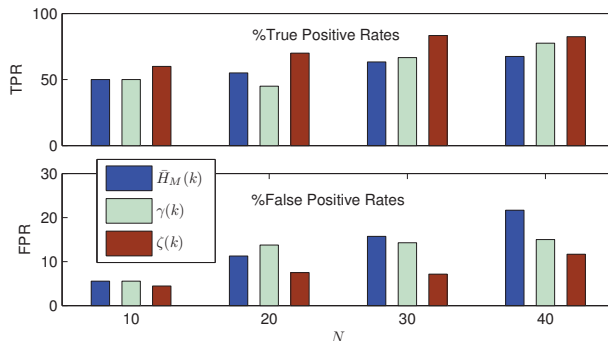 %True Positive Rates
TPR
100
50
0
%False Positive Rates
FPR
30
20
10
0
H̄_M(k)
γ(k)
ζ(k)
10 20 30 40
N